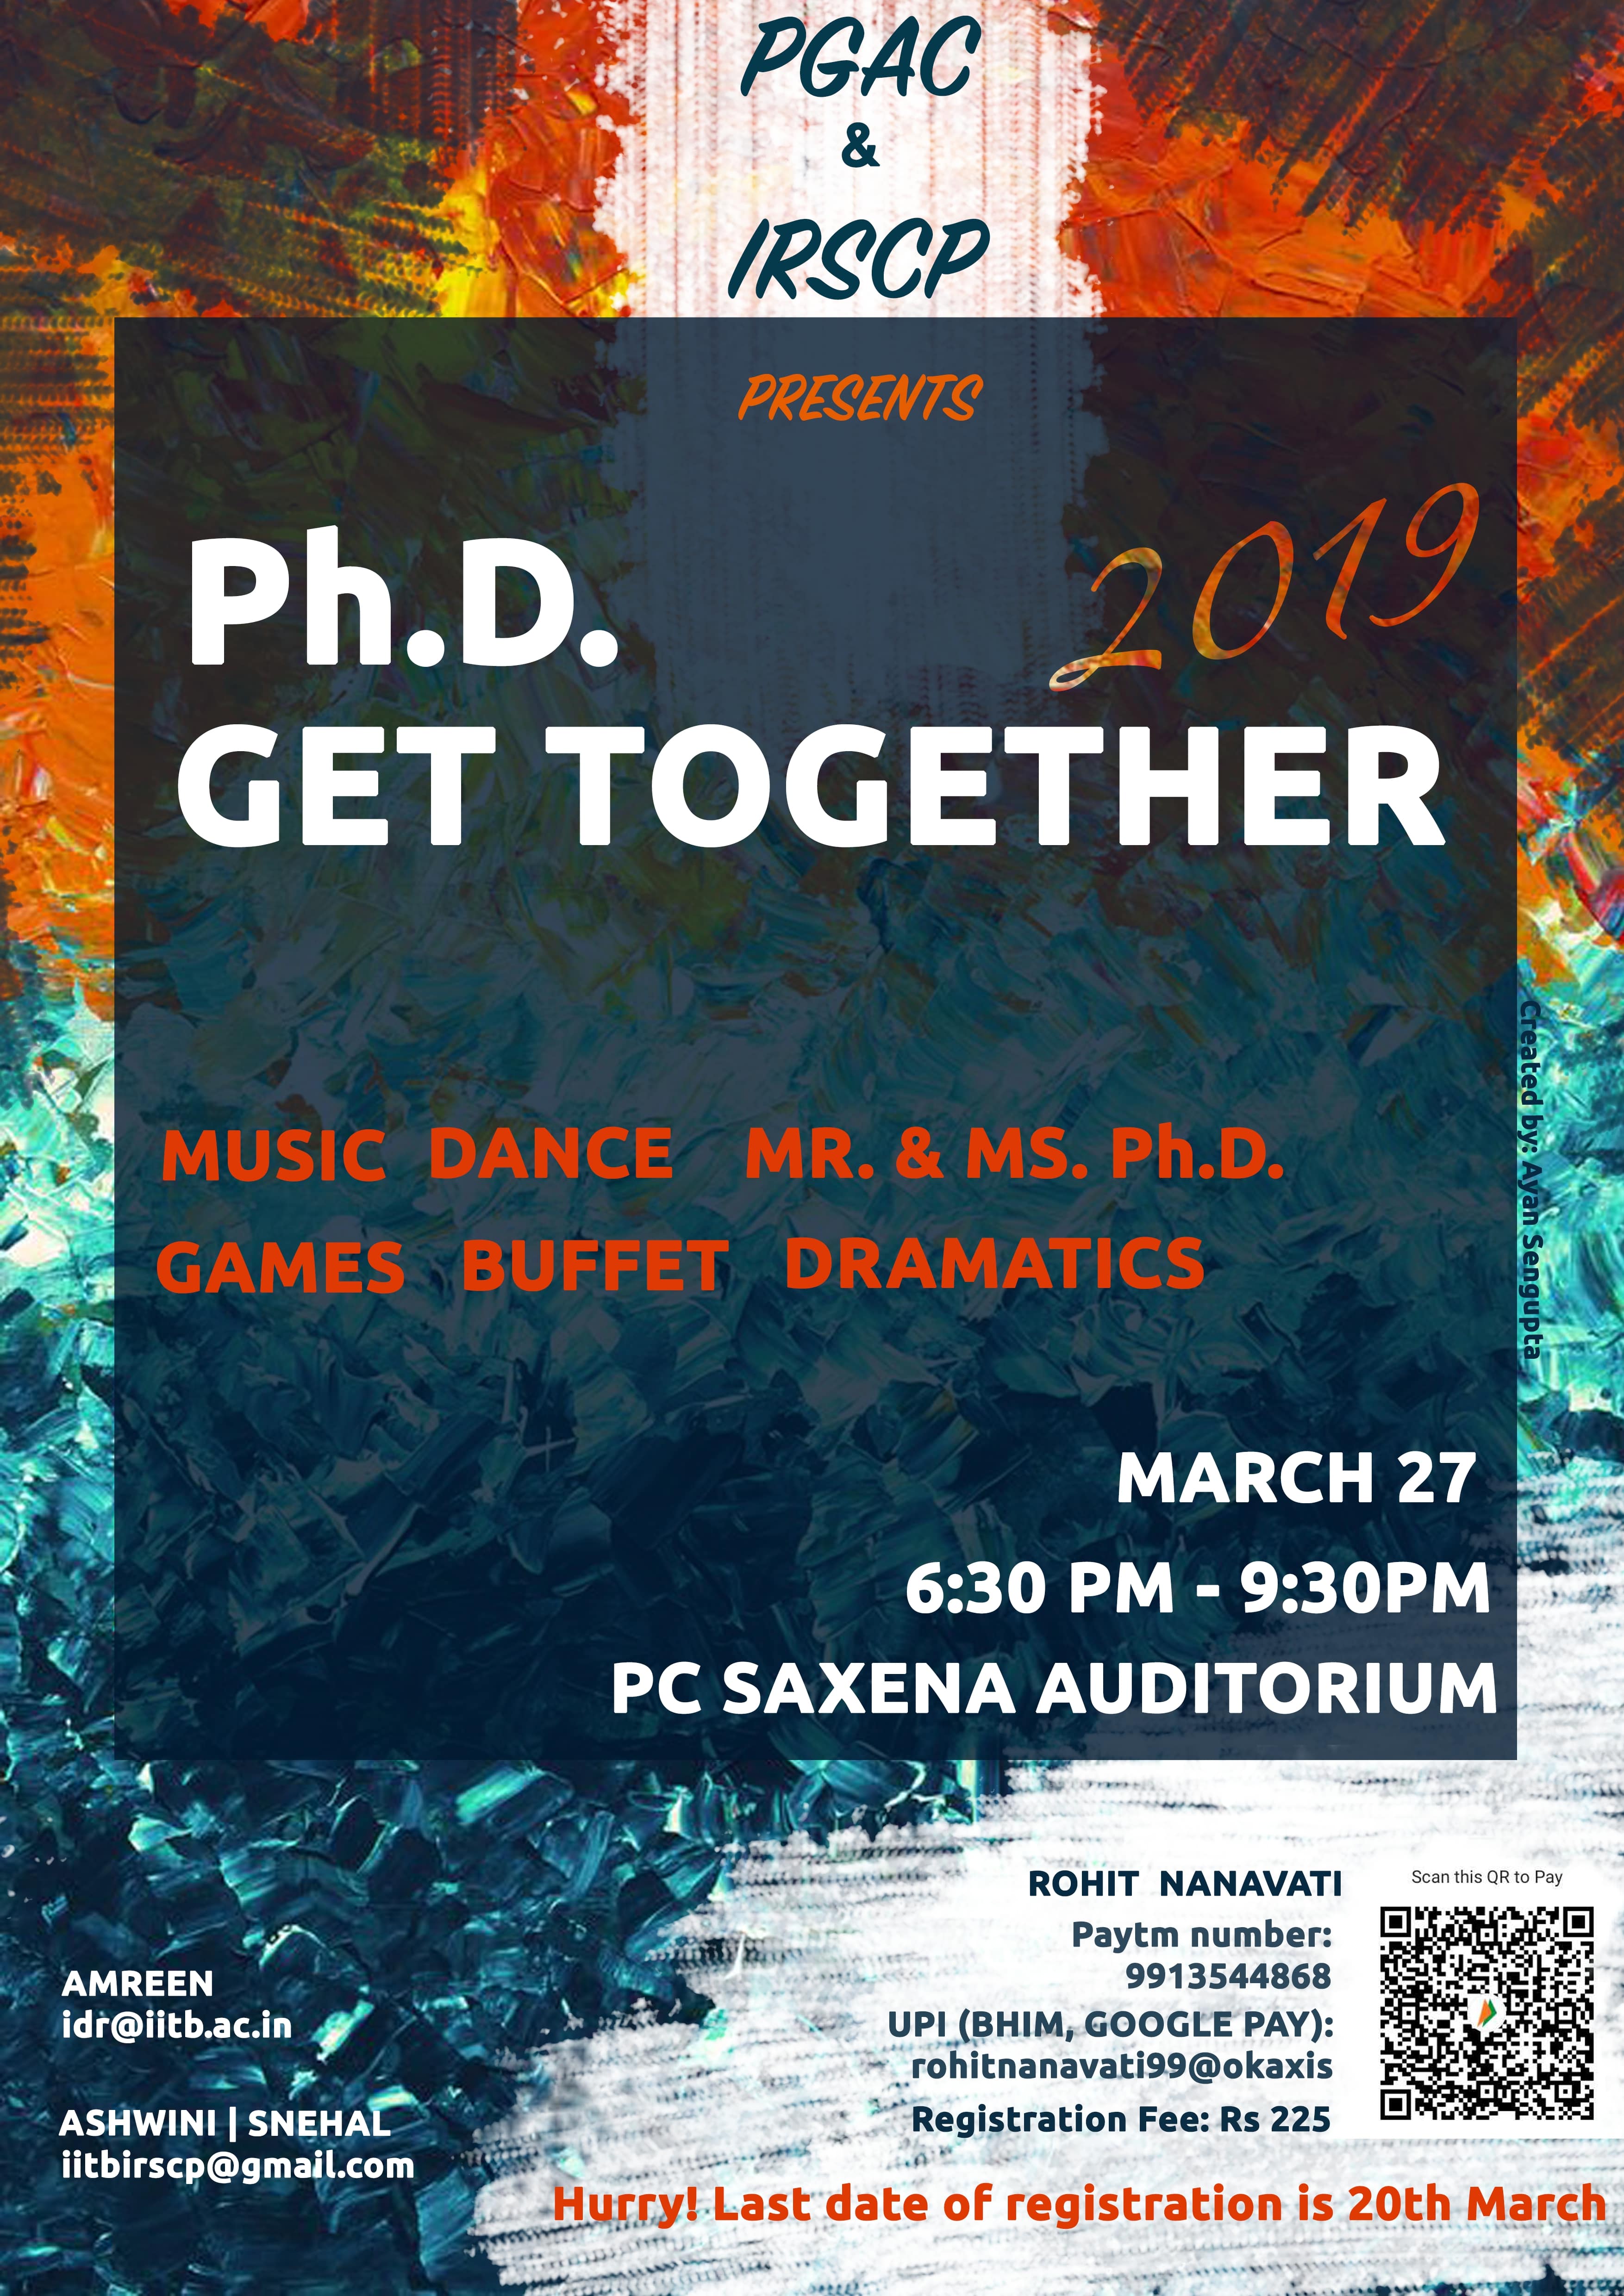 PGAC
&
IRSCP
PRESENTS
Ph.D.
2019
GET TOGETHER
MUSIC DANCE MR. & MS. Ph.D.
GAMES BUFFET DRAMATICS
Created by: Ayan Sengupta
MARCH 27
6:30 PM - 9:30PM
PC SAXENA AUDITORIUM
AMREEN
idr@iitb.ac.in
ASHWINI | SNEHAL
iitbirscp@gmail.com
ROHIT NANAVATI
Paytm number:
9913544868
UPI (BHIM, GOOGLE PAY):
rohitnanavati99@okaxis
Registration Fee: Rs 225
Scan this QR to Pay
Hurry! Last date of registration is 20th March